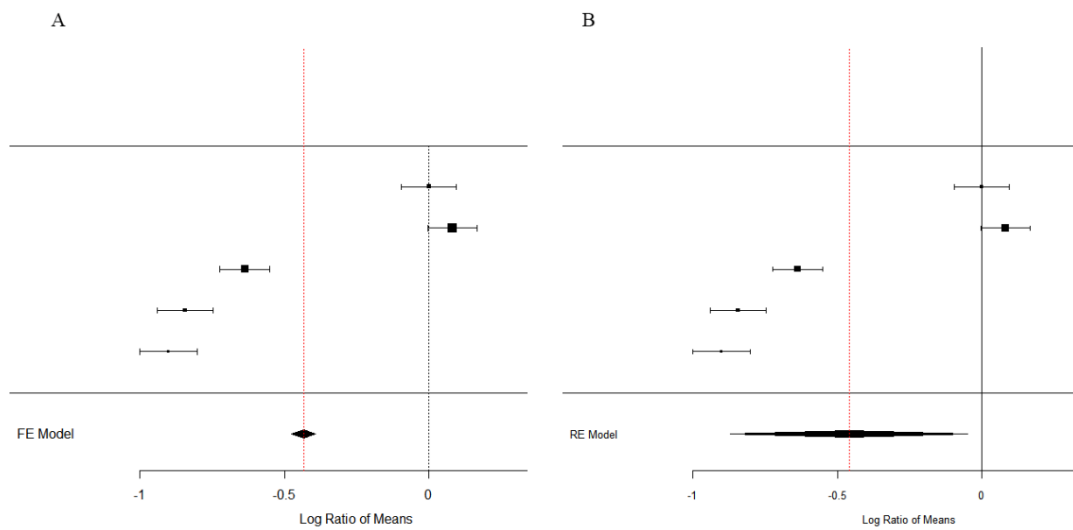 A
B
FE Model
RE Model
-1
-0.5
0
-1
-0.5
0
Log Ratio of Means
Log Ratio of Means